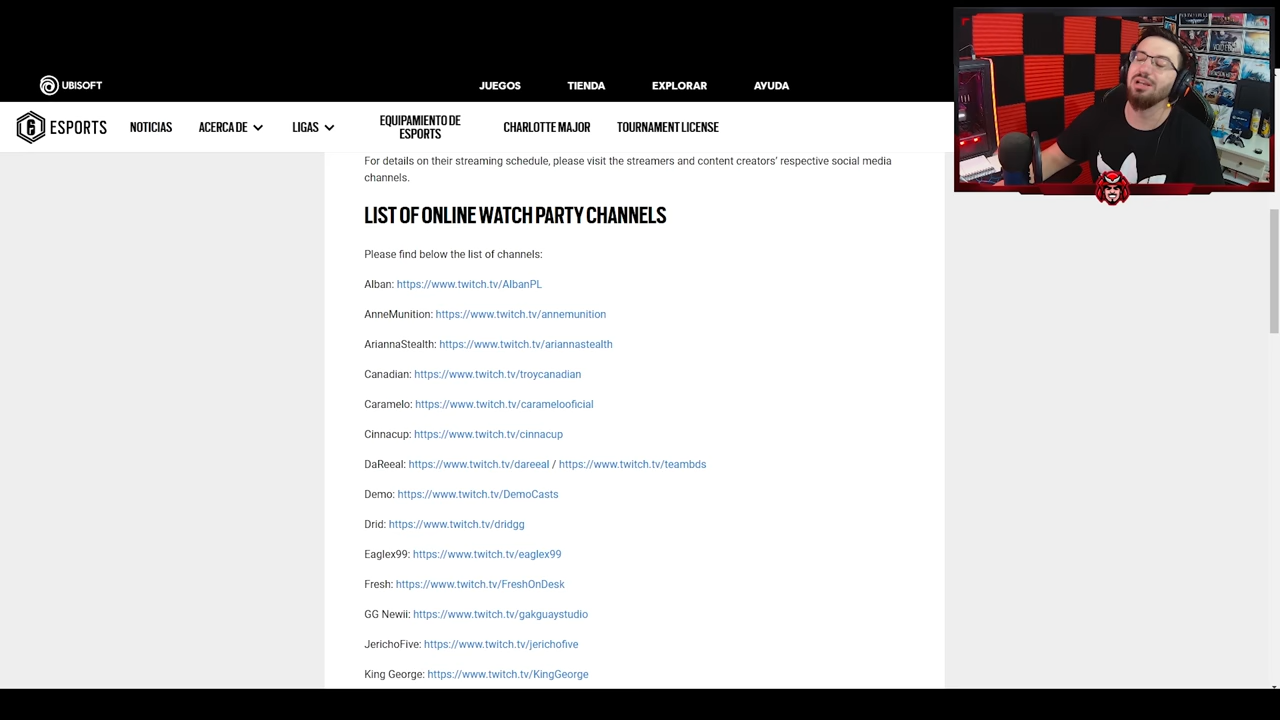 UBISOFT
JUEGOS
TIENDA
EXPLORAR
AYUDA
ESPORTS
NOTICIAS
ACERCA DE
LIGAS
EQUIPAMIENTO DE
ESPORTS
CHARLOTTE MAJOR
TOURNAMENT LICENSE
For details on their streaming schedule, please visit the streamers and content creators’ respective social media
channels.
LIST OF ONLINE WATCH PARTY CHANNELS
Please find below the list of channels:
Alban: https://www.twitch.tv/AlbanPL
AnneMunition: https://www.twitch.tv/annemunition
AriannaStealth: https://www.twitch.tv/ariannastealth
Canadian: https://www.twitch.tv/troycanadian
Caramelo: https://www.twitch.tv/caramelooficial
Cinnacup: https://www.twitch.tv/cinnacup
DaReeal: https://www.twitch.tv/dareeal / https://www.twitch.tv/teambds
Demo: https://www.twitch.tv/DemoCasts
Drid: https://www.twitch.tv/dridgg
Eaglex99: https://www.twitch.tv/eaglex99
Fresh: https://www.twitch.tv/FreshOnDesk
GG Newii: https://www.twitch.tv/gakguaystudio
JerichoFive: https://www.twitch.tv/jerichofive
King George: https://www.twitch.tv/KingGeorge